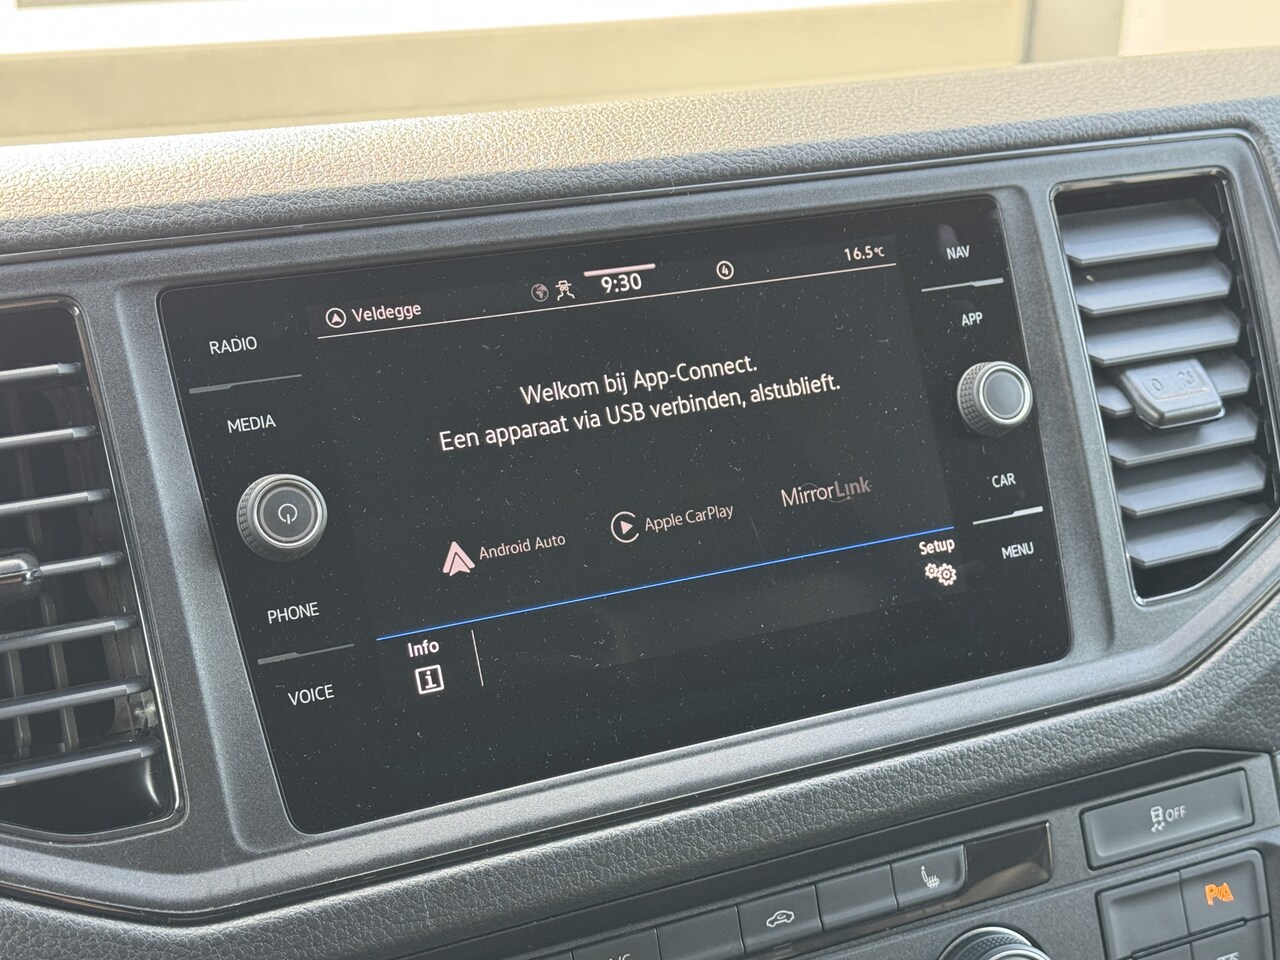 Veldegge
9:30
4
16.5°C
RADIO
MEDIA
PHONE
VOICE
NAV
APP
CAR
MENU
Welkom bij App-Connect.
Een apparaat via USB verbinden, alstublieft.
Android Auto
Apple CarPlay
MirrorLink
Setup
Info
i
OFF